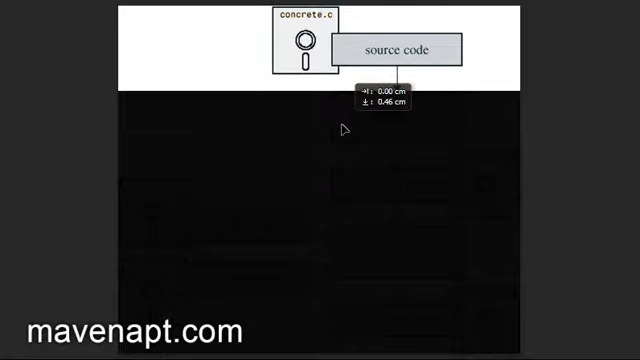 concrete.c
source code
→: 0.00 cm
↓: 0.46 cm
mavenapt.com